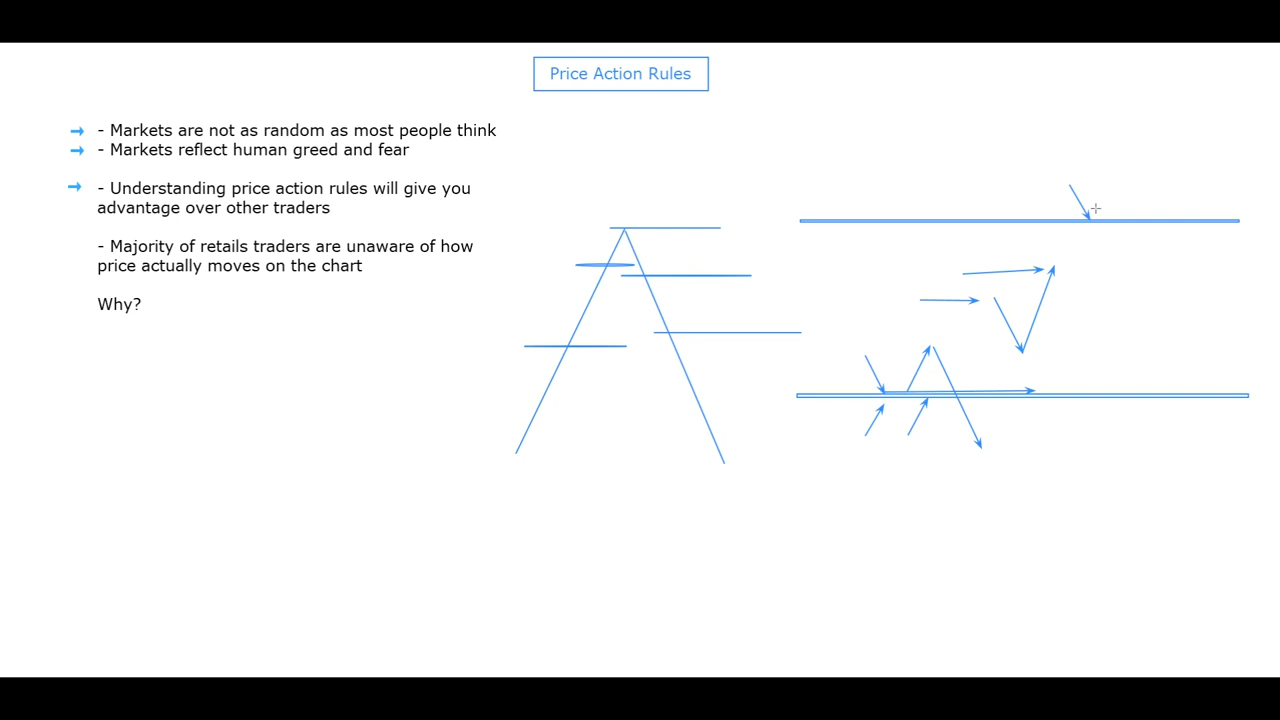 Price Action Rules
- Markets are not as random as most people think
- Markets reflect human greed and fear
- Understanding price action rules will give you
advantage over other traders
- Majority of retails traders are unaware of how
price actually moves on the chart
Why?